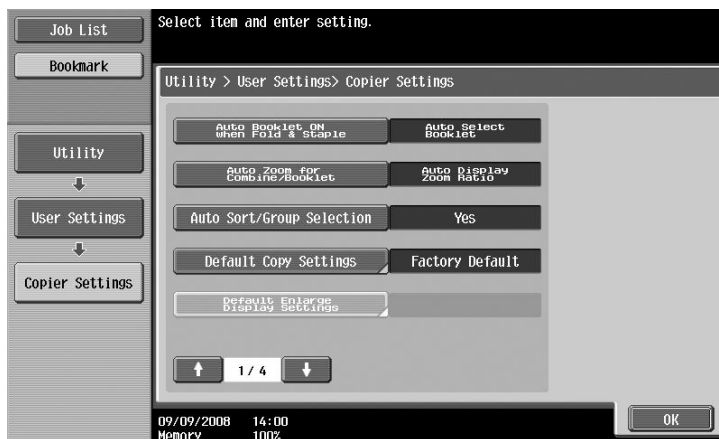 Job List
Select item and enter setting.
Bookmark
Utility > User Settings> Copier Settings
Auto Booklet ON
when Fold & Staple
Auto Select
Booklet
Utility
Auto Zoom for
Combine/Booklet
Auto Display
Zoom Ratio
User Settings
Auto Sort/Group Selection
Yes
Default Copy Settings
Factory Default
Copier Settings
Default Enlarge
Display Settings
1/ 4
OK
09/09/2008 14:00
Memory 100%